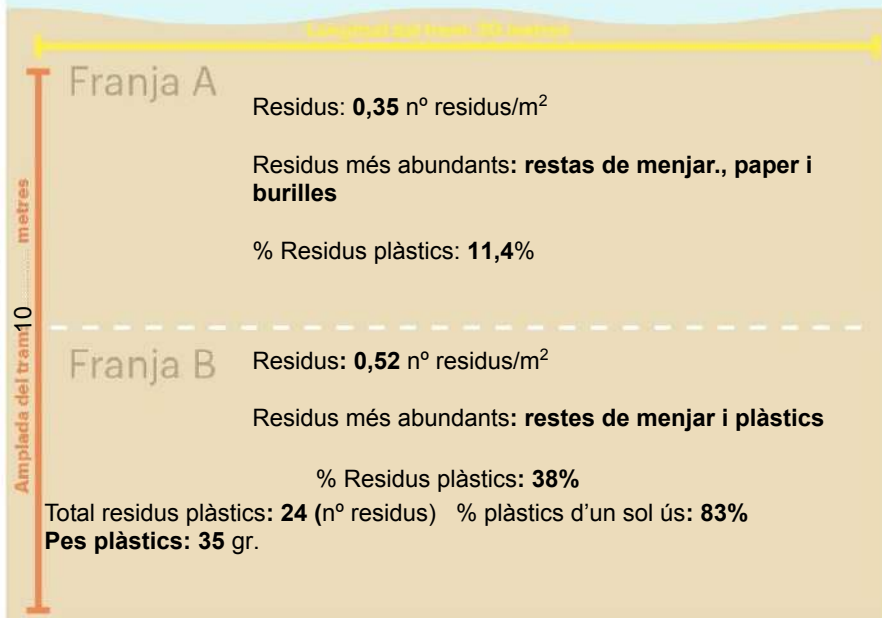 Longitud del tram: 30 metres
Franja A
Residus: 0,35 nº residus/m²
Residus més abundants: restas de menjar., paper i
burilles
% Residus plàstics: 11,4%
Amplada del tram 10 metres
Franja B
Residus: 0,52 nº residus/m²
Residus més abundants: restes de menjar i plàstics
% Residus plàstics: 38%
Total residus plàstics: 24 (nº residus) % plàstics d'un sol ús: 83%
Pes plàstics: 35 gr.